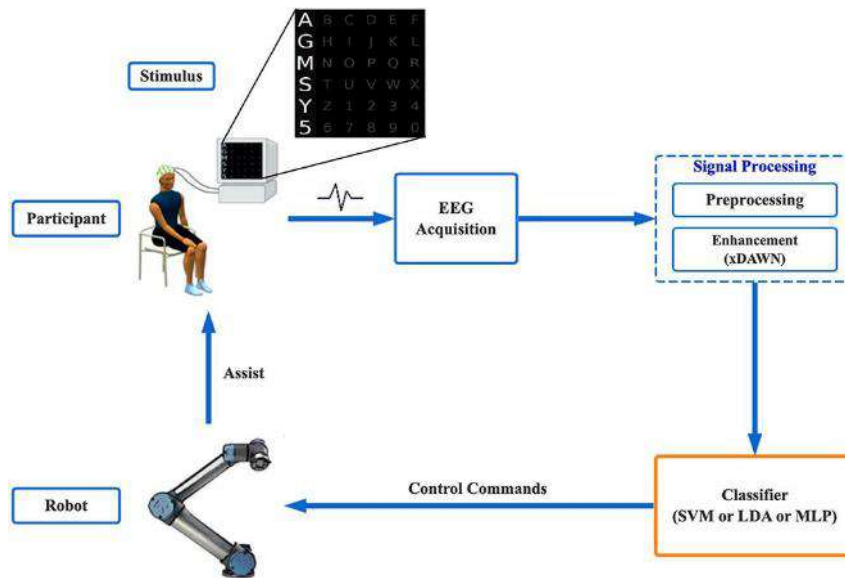 A B C D E F
G H I J K L
M N O P Q R
S T U V W X
Y Z 1 2 3 4
5 6 7 8 9 0
Stimulus
Participant
EEG
Acquisition
Signal Processing
Preprocessing
Enhancement
(xDAWN)
Assist
Robot
Control Commands
Classifier
(SVM or LDA or MLP)